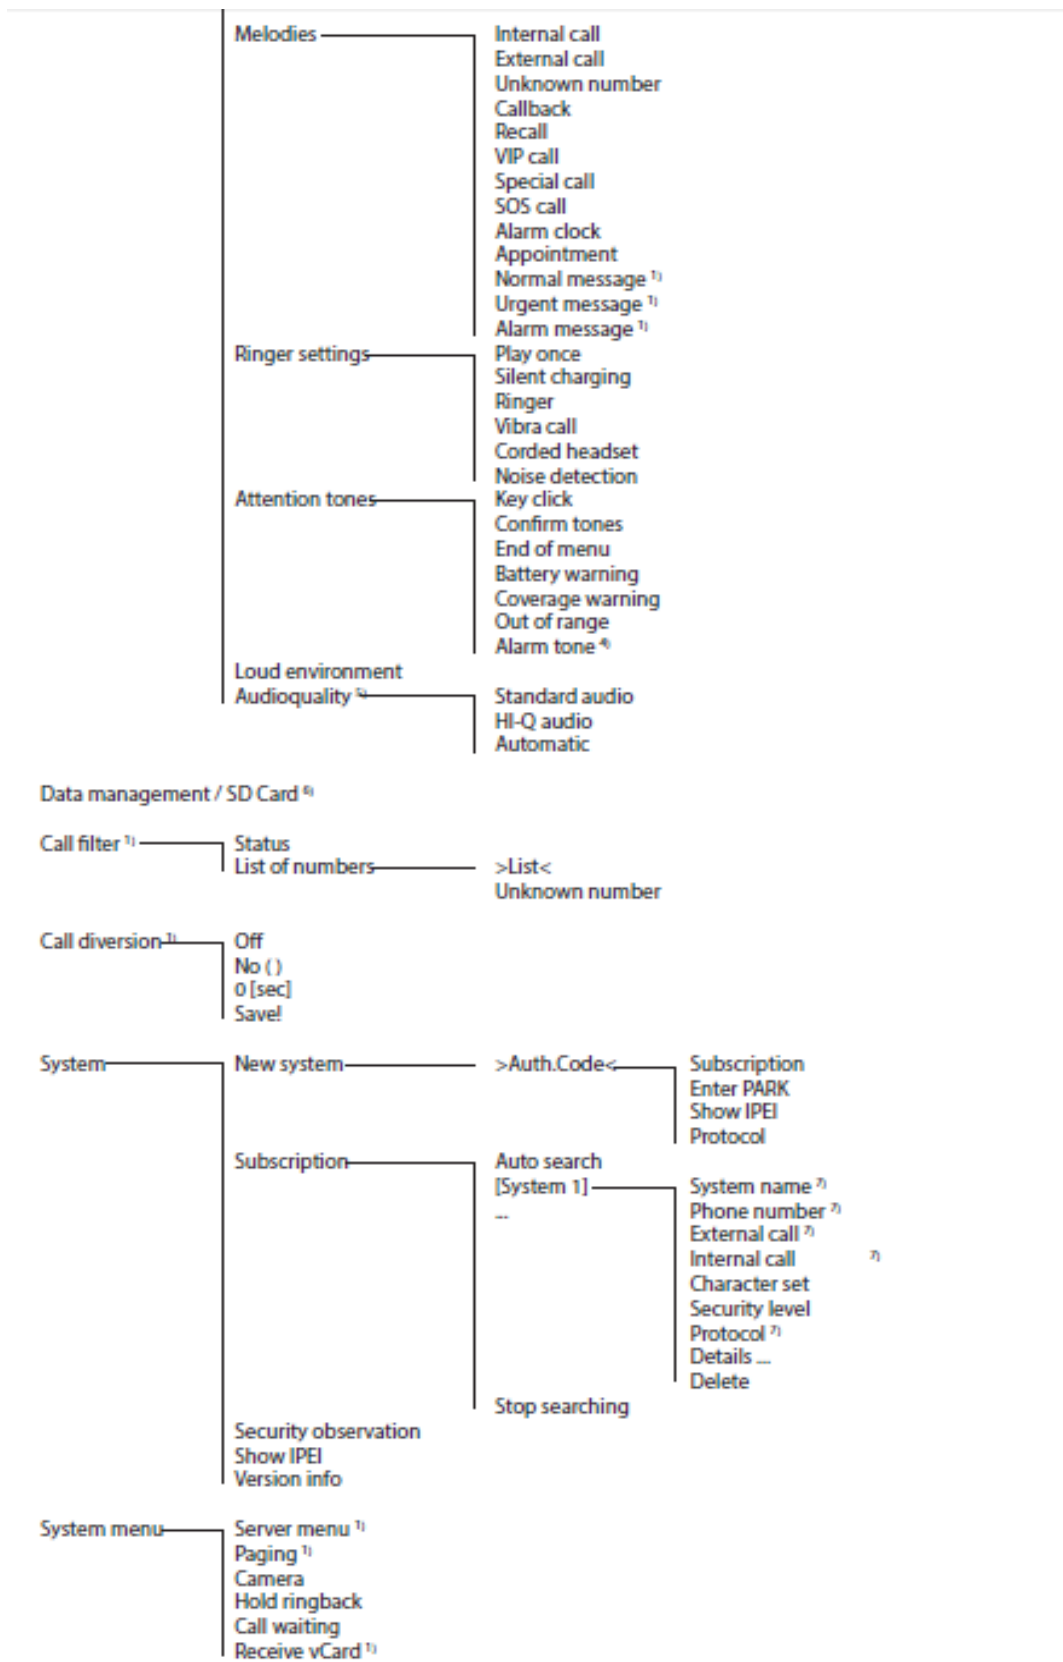 Melodies Internal call
External call
Unknown number
Callback
Recall
VIP call
Special call
SOS call
Alarm clock
Appointment
Normal message 1)
Urgent message 1)
Alarm message 1)
Ringer settings Play once
Silent charging
Ringer
Vibra call
Corded headset
Noise detection
Attention tones Key click
Confirm tones
End of menu
Battery warning
Coverage warning
Out of range
Alarm tone 4)
Loud environment
Audioquality 5) Standard audio
HI-Q audio
Automatic
Data management / SD Card 6)
Call filter 1) Status
List of numbers >List<
Unknown number
Call diversion 1) Off
No ( )
0 [sec]
Save!
System New system >Auth.Code< Subscription
Enter PARK
Show IPEI
Protocol
Subscription Auto search
[System 1] System name 7)
... Phone number 7)
External call 7)
Internal call 7)
Character set
Security level
Protocol 7)
Details ...
Delete
Stop searching
Security observation
Show IPEI
Version info
System menu Server menu 1)
Paging 1)
Camera
Hold ringback
Call waiting
Receive vCard 1)